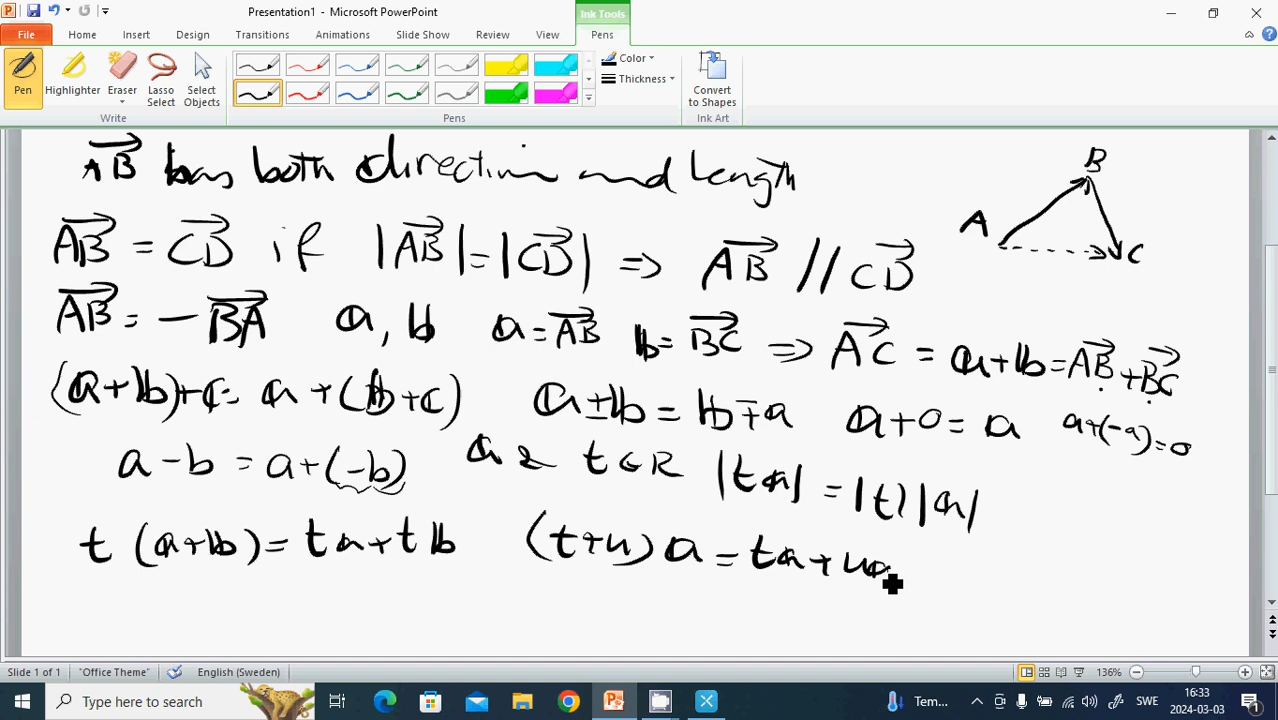 Presentation1 - Microsoft PowerPoint
Ink Tools
File Home Insert Design Transitions Animations Slide Show Review View Pens
Pen Highlighter Eraser Lasso Select Select Objects
Color
Thickness
Convert to Shapes
Write Pens Ink Art
AB has both direction and length
B
A
C
AB = CD if |AB| = |CD| ⇒ AB // CD
AB = - BA a, b a = AB b = BC ⇒ AC = a+b = AB + BC
(a+b)+c = a+(b+c) a±b = b∓a a+0 = a a+(-a)=0
a-b = a+(-b) a & t ∈ R |ta| = |t||a|
t (a+b) = ta+tb (t+u) a = ta+ua
Slide 1 of 1 "Office Theme" English (Sweden) 136%
Type here to search Tem... SWE 16:33
2024-03-03
1